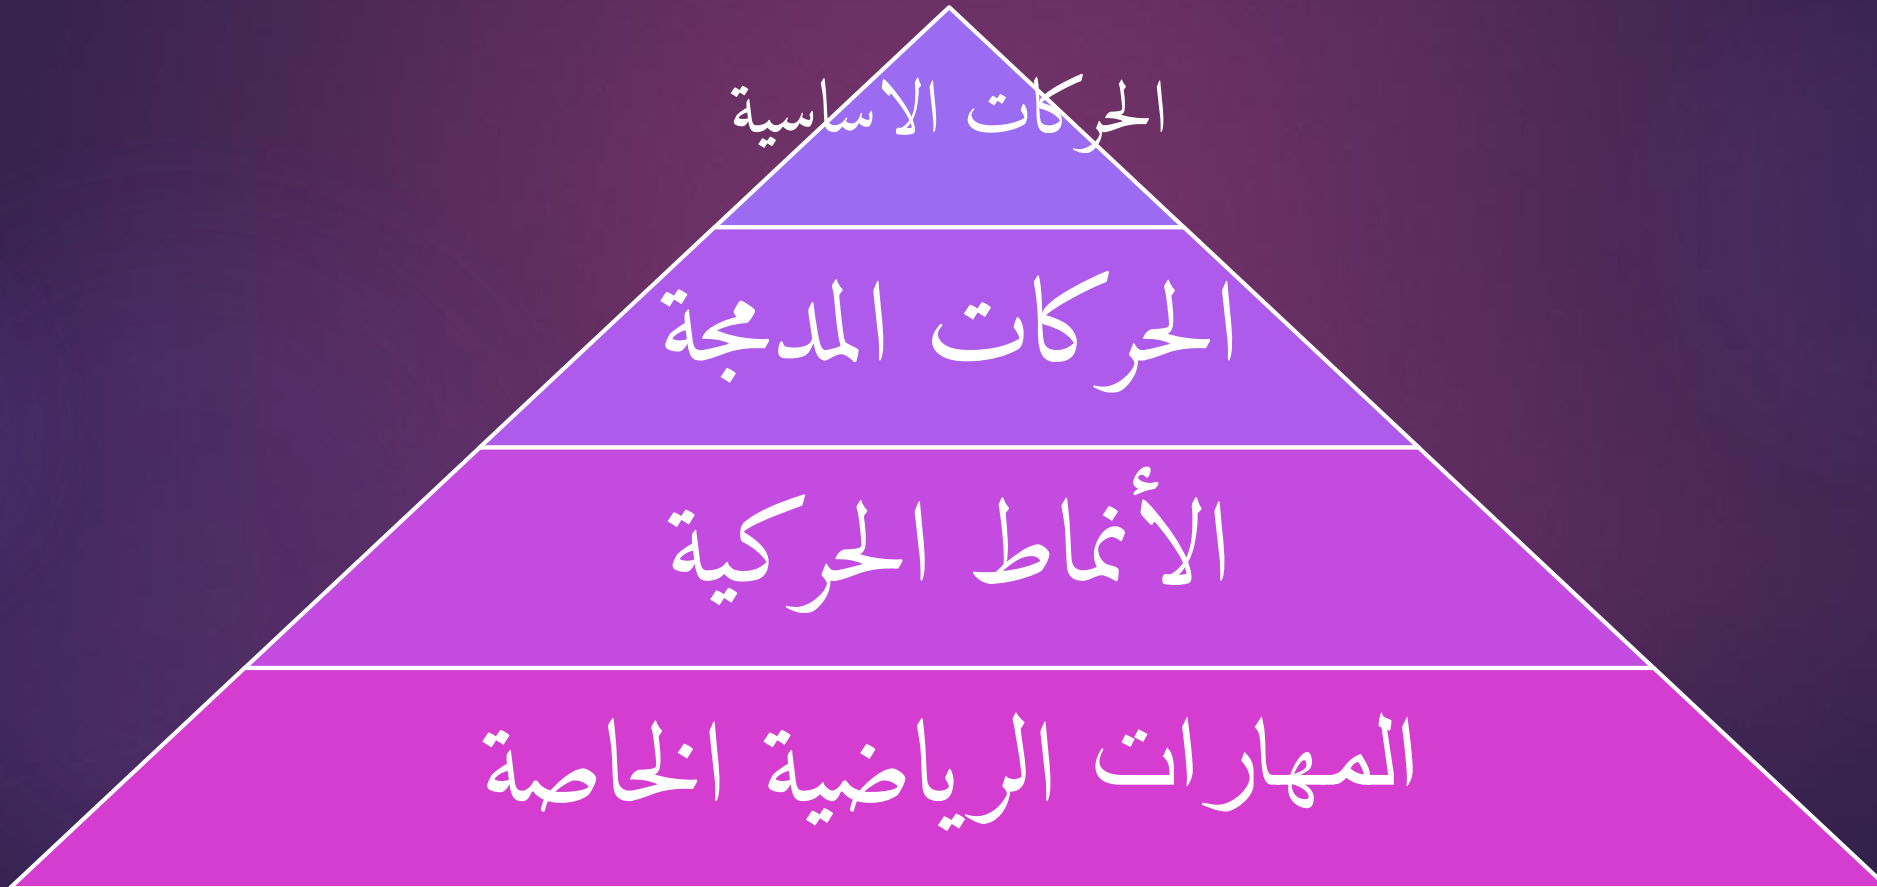 الحركات الاساسية
الحركات المدمجة
الأنماط الحركية
المهارات الرياضية الخاصة